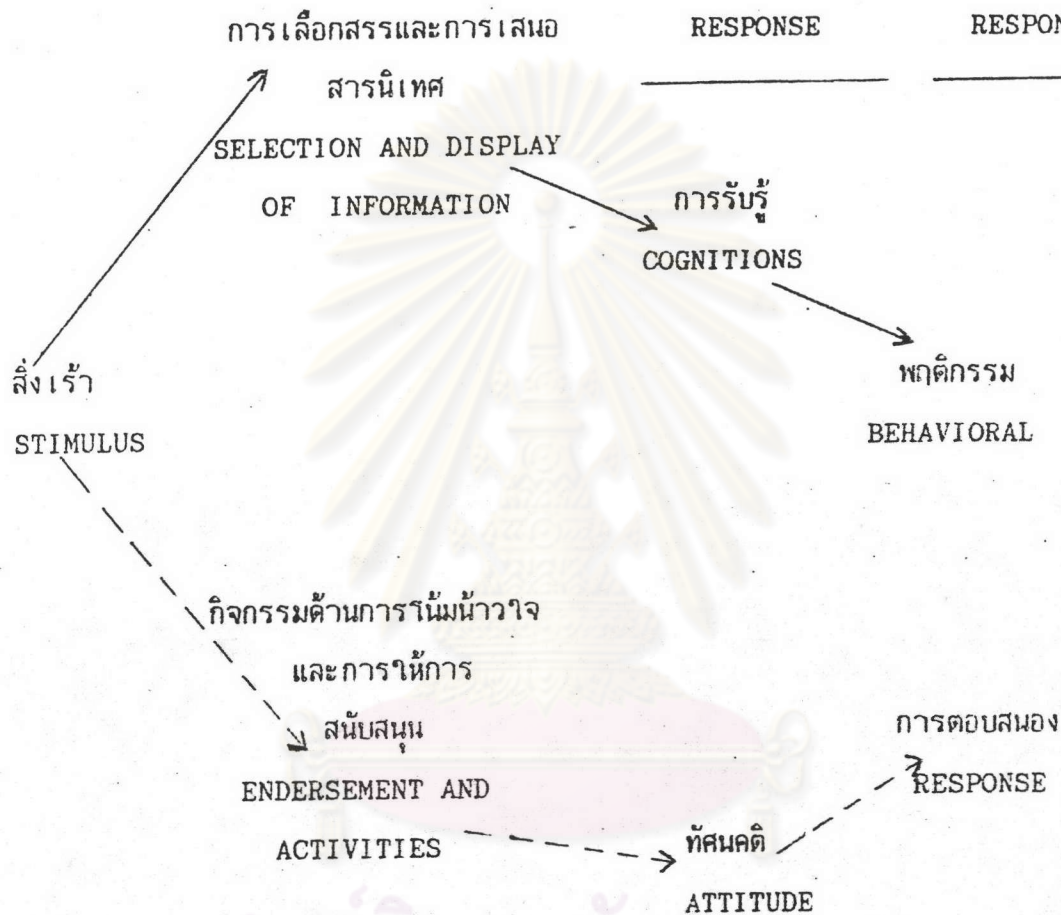 การเลือกสรรและการเสนอ RESPONSE RESPON
สารนิเทศ
SELECTION AND DISPLAY
OF INFORMATION
การรับรู้
COGNITIONS
สิ่งเร้า
STIMULUS
พฤติกรรม
BEHAVIORAL
กิจกรรมด้านการโน้มน้าวใจ
และการให้การ
สนับสนุน
ENDERSEMENT AND
ACTIVITIES
การตอบสนอง
RESPONSE
ทัศนคติ
ATTITUDE